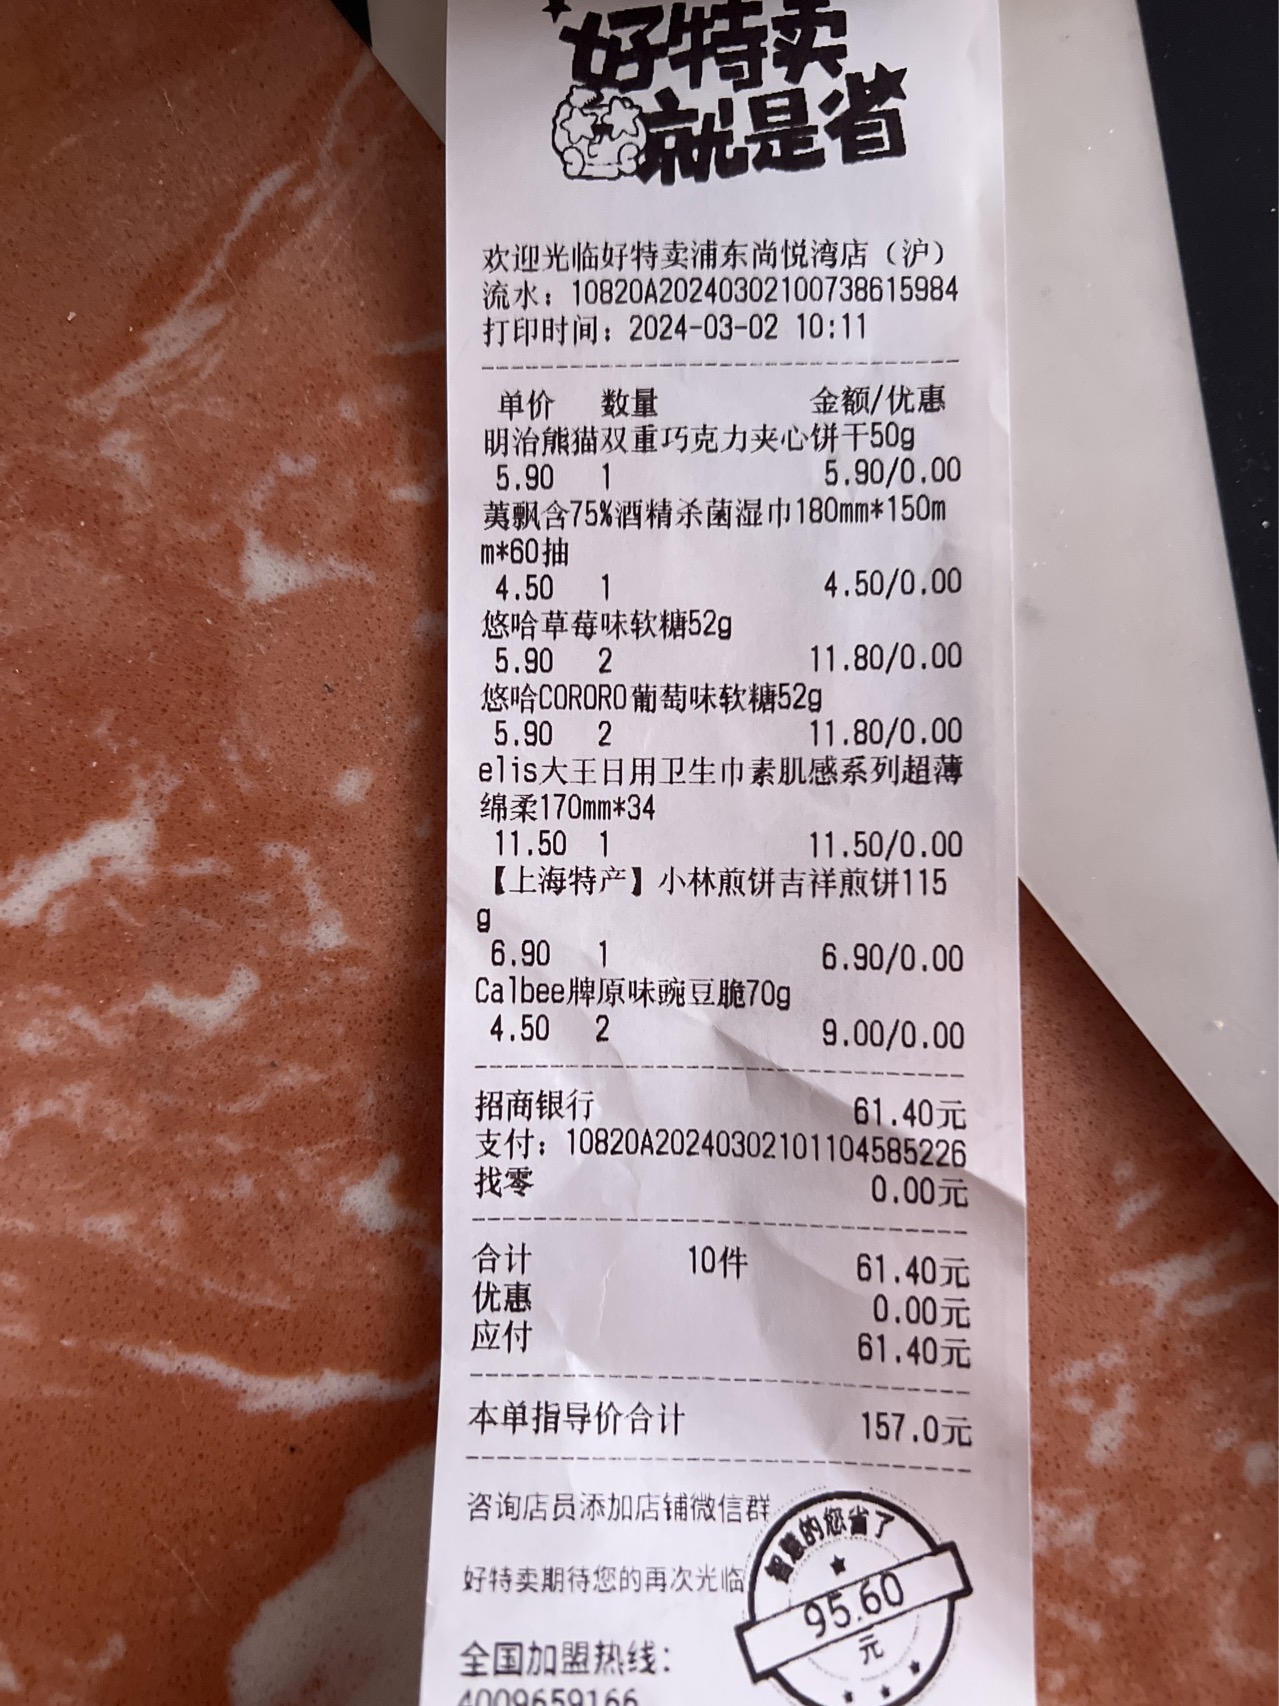 好特卖
就是省
欢迎光临好特卖浦东尚悦湾店（沪）
流水：10820A20240302100738615984
打印时间：2024-03-02 10:11
单价 数量 金额/优惠
明治熊猫双重巧克力夹心饼干50g
5.90 1 5.90/0.00
萋飘含75%酒精杀菌湿巾180mm*150m
m*60抽
4.50 1 4.50/0.00
悠哈草莓味软糖52g
5.90 2 11.80/0.00
悠哈CORORO葡萄味软糖52g
5.90 2 11.80/0.00
elis大王日用卫生巾素肌感系列超薄
绵柔170mm*34
11.50 1 11.50/0.00
【上海特产】小林煎饼吉祥煎饼115
g
6.90 1 6.90/0.00
Calbee牌原味豌豆脆70g
4.50 2 9.00/0.00
招商银行 61.40元
支付：10820A20240302101104585226
找零 0.00元
合计 10件 61.40元
优惠 0.00元
应付 61.40元
本单指导价合计 157.0元
咨询店员添加店铺微信群
智慧的您省了
95.60
元
好特卖期待您的再次光临
全国加盟热线：
4009659166